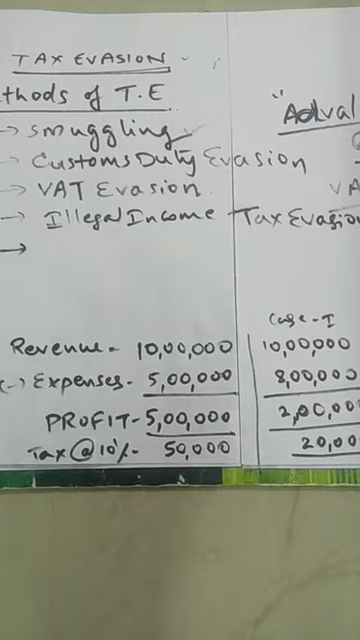 TAX EVASION
thods of T.E
→ Smuggling
→ Customs Duty Evasion
→ VAT Evasion
→ Illegal Income Tax Evasion
→
Revenue - 10,00,000
(-) Expenses - 5,00,000
PROFIT - 5,00,000
Tax @ 10% - 50,000
"Adval
VA
Case - I
10,00,000
8,00,000
2,00,000
20,00